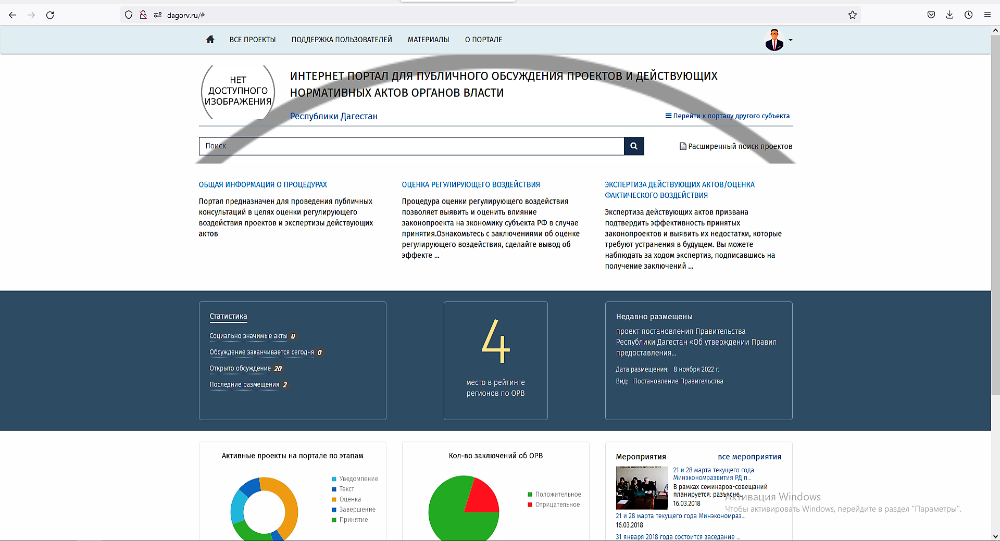 dagorv.ru/#
ВСЕ ПРОЕКТЫ
ПОДДЕРЖКА ПОЛЬЗОВАТЕЛЕЙ
МАТЕРИАЛЫ
О ПОРТАЛЕ
НЕТ
ДОСТУПНОГО
ИЗОБРАЖЕНИЯ
ИНТЕРНЕТ ПОРТАЛ ДЛЯ ПУБЛИЧНОГО ОБСУЖДЕНИЯ ПРОЕКТОВ И ДЕЙСТВУЮЩИХ
НОРМАТИВНЫХ АКТОВ ОРГАНОВ ВЛАСТИ
Республики Дагестан
Перейти к порталу другого субъекта
Поиск
Расширенный поиск проектов
ОБЩАЯ ИНФОРМАЦИЯ О ПРОЦЕДУРАХ
Портал предназначен для проведения публичных
консультаций в целях оценки регулирующего
воздействия проектов и экспертизы действующих
актов
ОЦЕНКА РЕГУЛИРУЮЩЕГО ВОЗДЕЙСТВИЯ
Процедура оценки регулирующего воздействия
позволяет выявить и оценить влияние
законопроекта на экономику субъекта РФ в случае
принятия.Ознакомьтесь с заключениями об оценке
регулирующего воздействия, сделайте вывод об
эффекте ...
ЭКСПЕРТИЗА ДЕЙСТВУЮЩИХ АКТОВ/ОЦЕНКА
ФАКТИЧЕСКОГО ВОЗДЕЙСТВИЯ
Экспертиза действующих актов призвана
подтвердить эффективность принятых
законопроектов и выявить их недостатки, которые
требуют устранения в будущем. Вы можете
наблюдать за ходом экспертиз, подписавшись на
получение заключений ...
Статистика
Социально значимые акты 0
Обсуждение заканчивается сегодня 0
Открыто обсуждение 20
Последние размещения 2
4
место в рейтинге
регионов по ОРВ
Недавно размещены
проект постановления Правительства
Республики Дагестан «Об утверждении Правил
предоставления...
Дата размещения: 8 ноября 2022 г.
Вид: Постановление Правительства
Активные проекты на портале по этапам
Уведомление
Текст
Оценка
Завершение
Принятие
Кол-во заключений об ОРВ
Положительное
Отрицательное
Мероприятия
все мероприятия
21 и 28 марта текущего года
Минэкономразвития РД п...
В рамках семинаров-совещаний
планируется: разъясне...
16.03.2018
21 и 28 марта текущего года Минэкономраз...
16.03.2018
31 января 2018 года состоится заседание ...
Активация Windows
Чтобы активировать Windows, перейдите в раздел "Параметры".